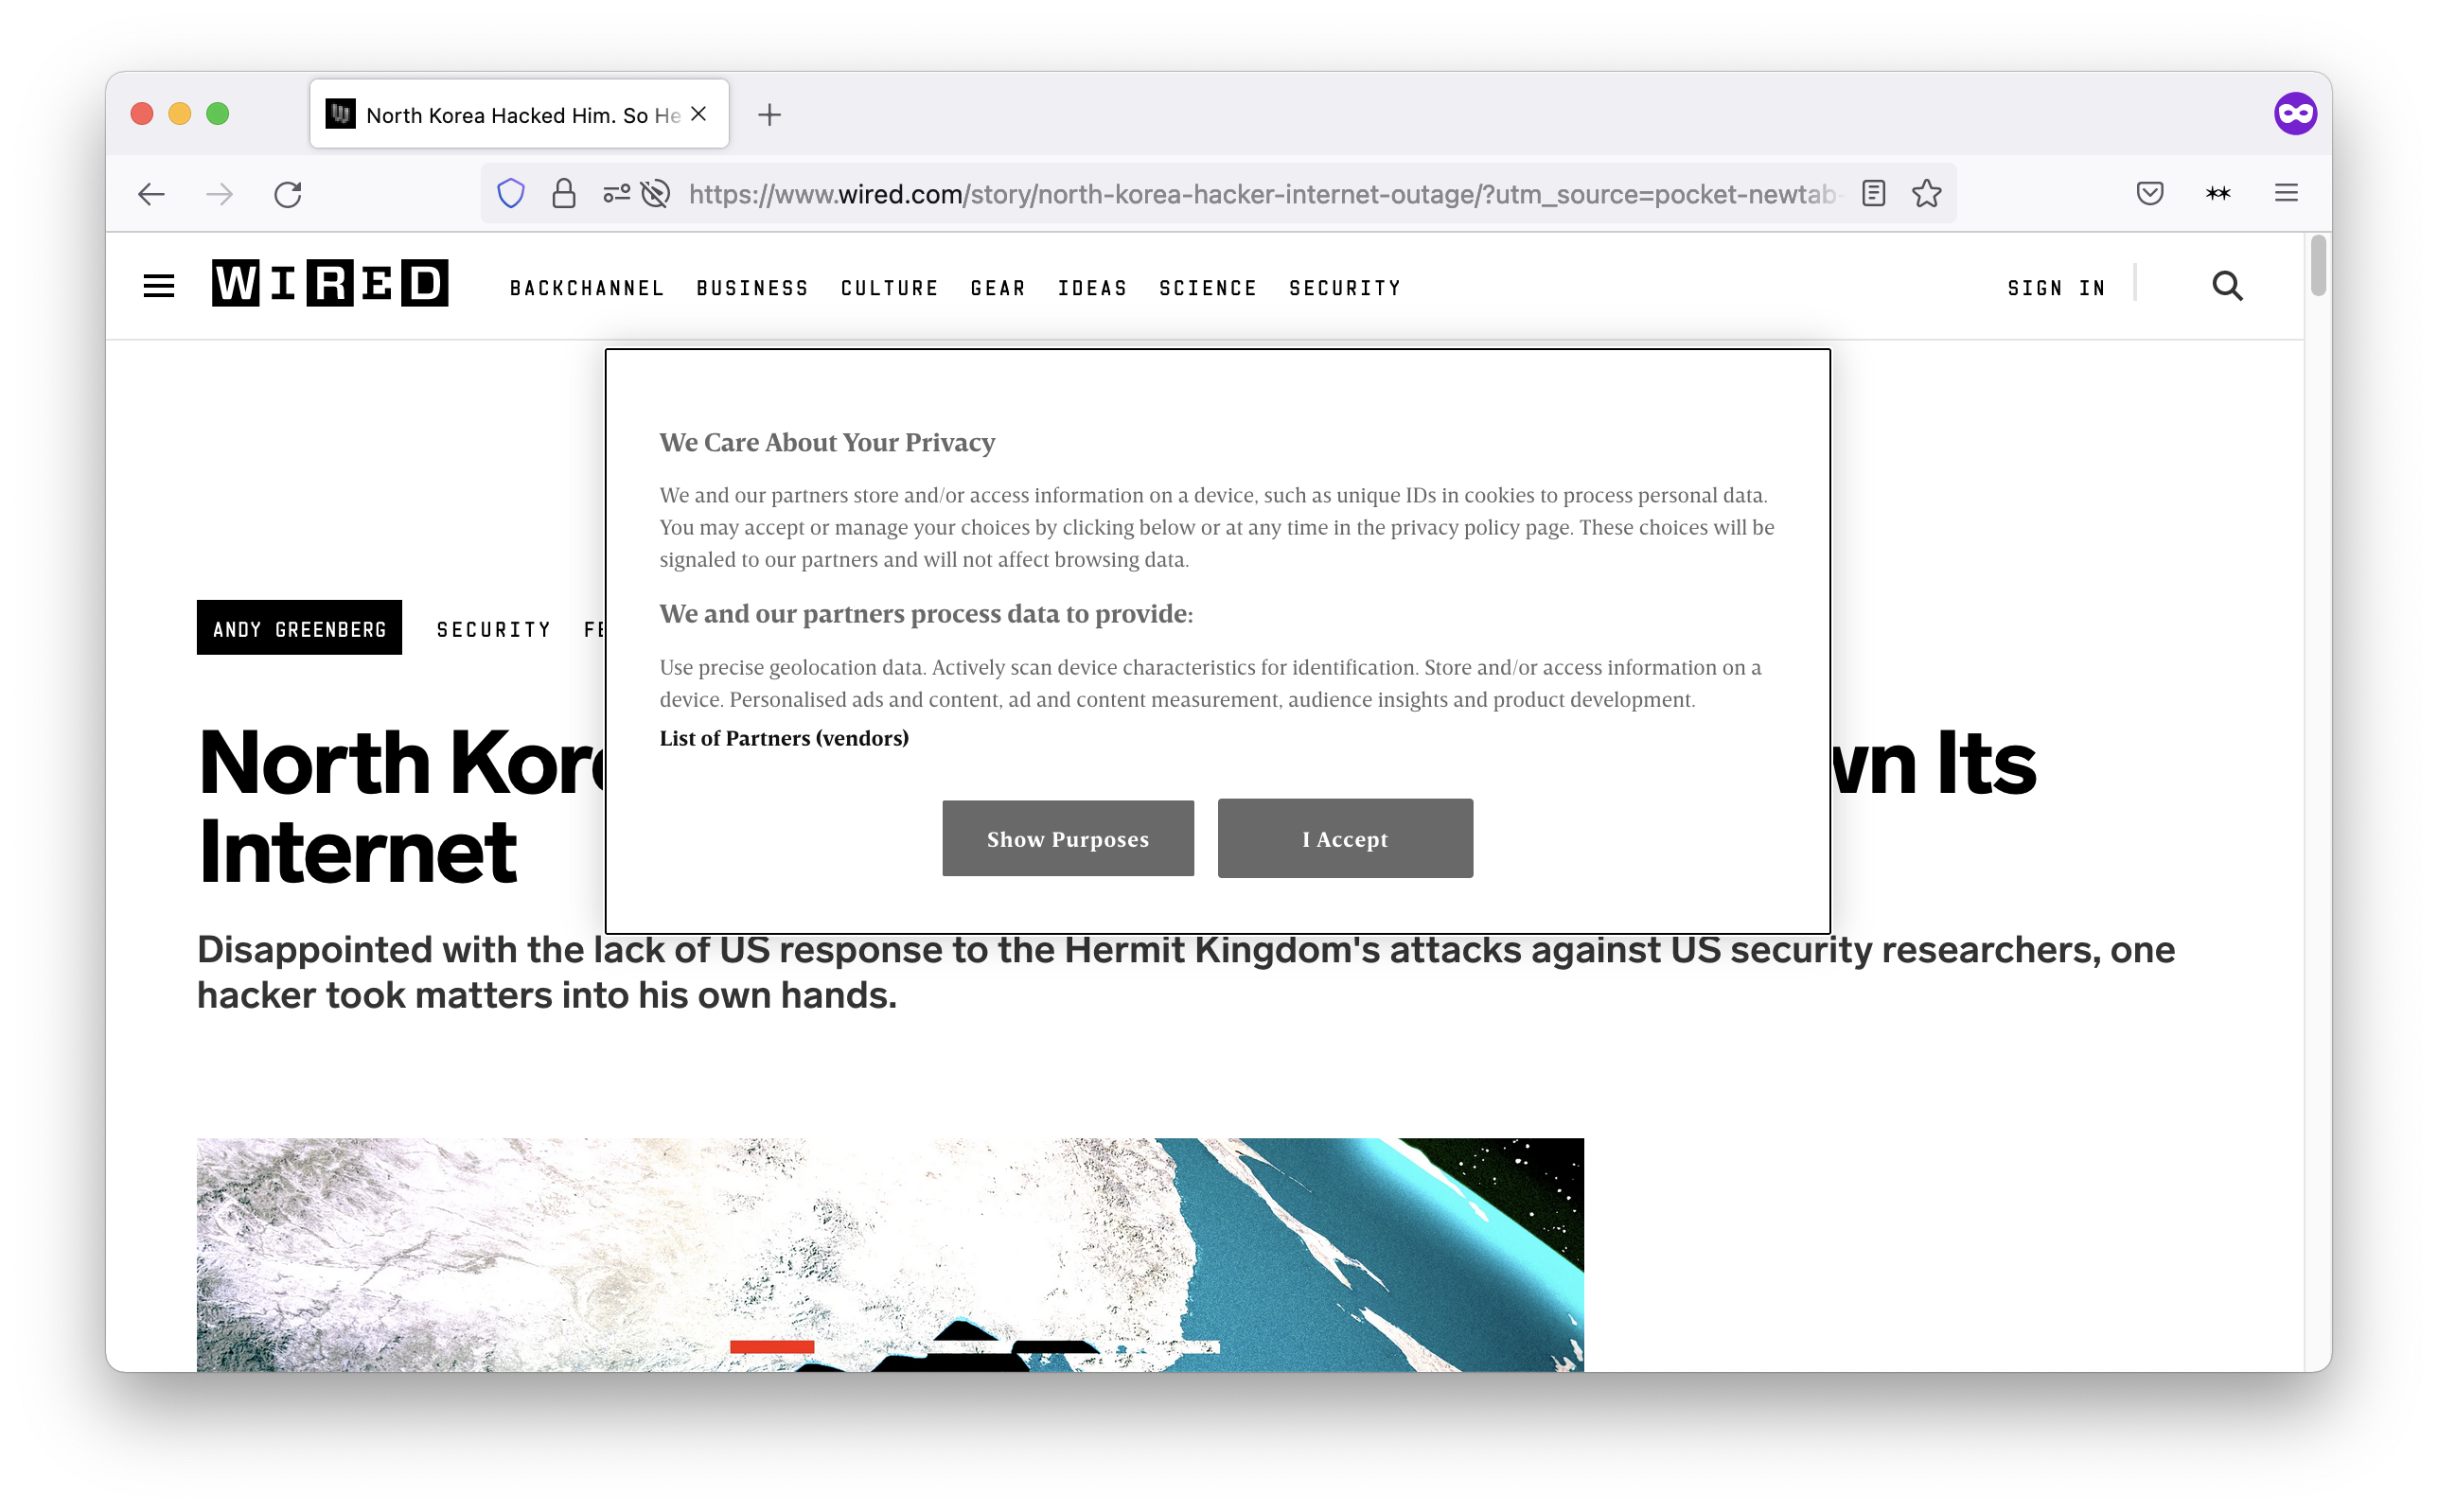 North Korea Hacked Him. So He
https://www.wired.com/story/north-korea-hacker-internet-outage/?utm_source=pocket-newtab-
WIRED
BACKCHANNEL BUSINESS CULTURE GEAR IDEAS SCIENCE SECURITY
SIGN IN
We Care About Your Privacy
We and our partners store and/or access information on a device, such as unique IDs in cookies to process personal data.
You may accept or manage your choices by clicking below or at any time in the privacy policy page. These choices will be
signaled to our partners and will not affect browsing data.
We and our partners process data to provide:
Use precise geolocation data. Actively scan device characteristics for identification. Store and/or access information on a
device. Personalised ads and content, ad and content measurement, audience insights and product development.
List of Partners (vendors)
Show Purposes I Accept
ANDY GREENBERG SECURITY
North Its
Internet
Disappointed with the lack of US response to the Hermit Kingdom's attacks against US security researchers, one
hacker took matters into his own hands.